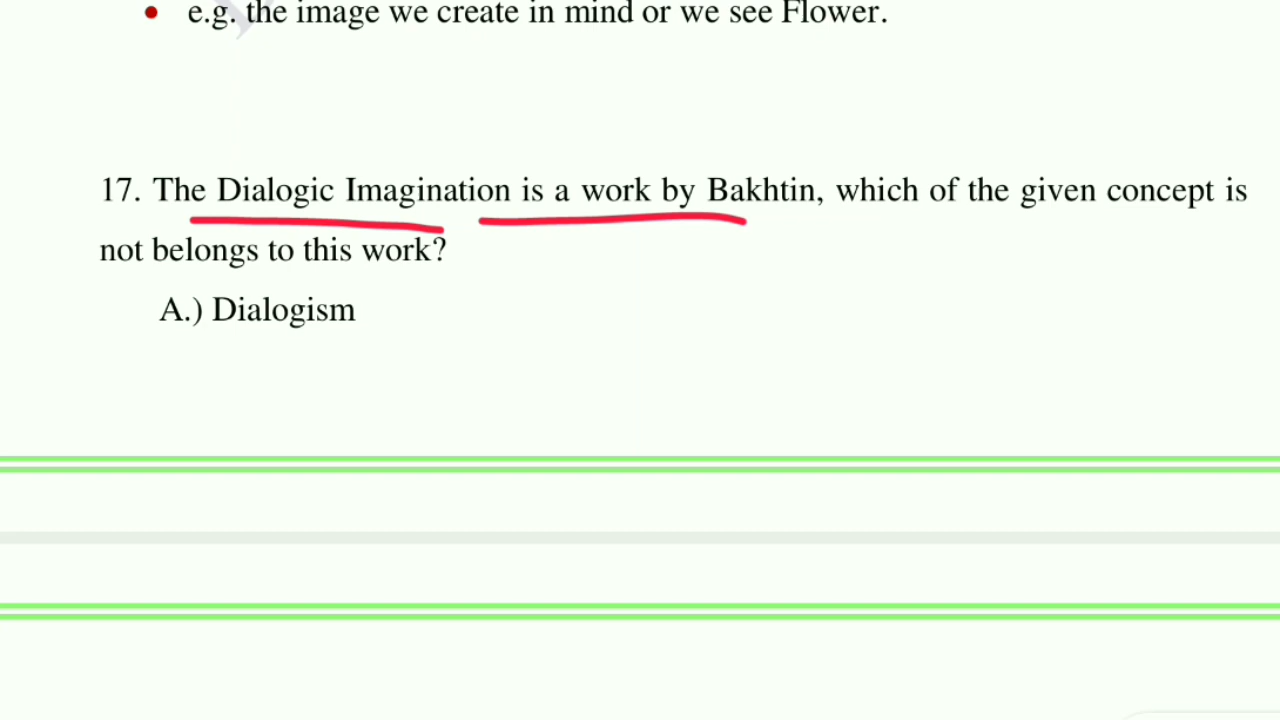 e.g. the image we create in mind or we see Flower.
17. The Dialogic Imagination is a work by Bakhtin, which of the given concept is
not belongs to this work?
A.) Dialogism